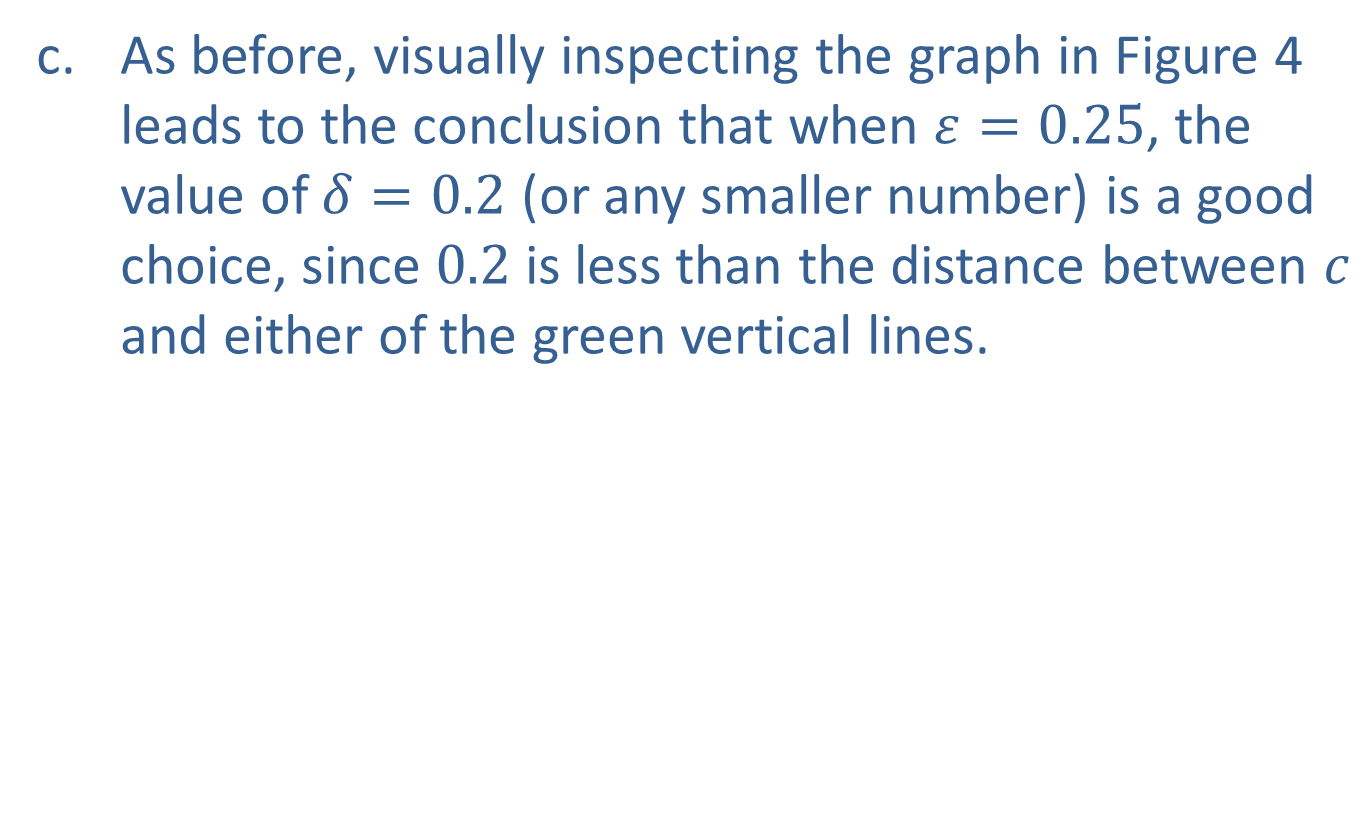 c. As before, visually inspecting the graph in Figure 4
leads to the conclusion that when ε = 0.25, the
value of δ = 0.2 (or any smaller number) is a good
choice, since 0.2 is less than the distance between c
and either of the green vertical lines.